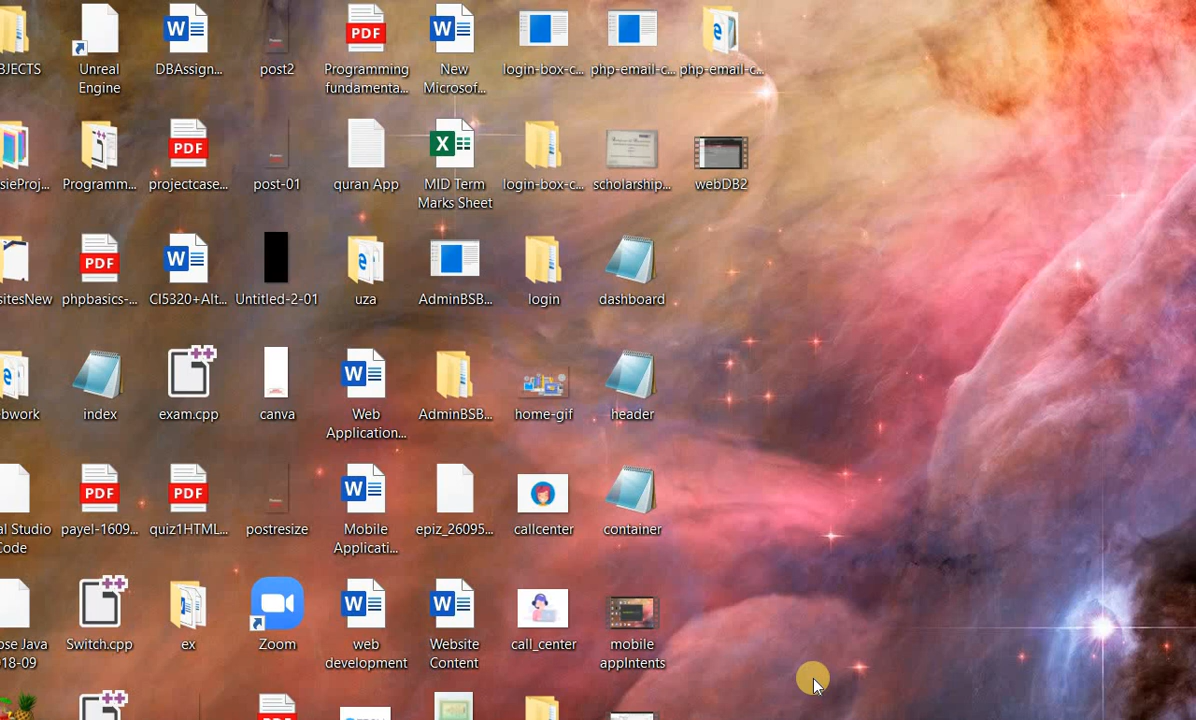 BJECTS
Unreal
Engine
DBAssign...
post2
Programming
fundamenta...
New
Microsof...
login-box-c...
php-email-c...
php-email-c...
sieProj...
Programm...
projectcase...
post-01
quran App
MID Term
Marks Sheet
login-box-c...
scholarship...
webDB2
sitesNew
phpbasics-...
CI5320+Alt...
Untitled-2-01
uza
AdminBSB...
login
dashboard
bwork
index
exam.cpp
canva
Web
Application...
AdminBSB...
home-gif
header
al Studio
Code
payel-1609...
quiz1HTML...
postresize
Mobile
Applicati...
epiz_26095...
callcenter
container
ose Java
18-09
Switch.cpp
ex
Zoom
web
development
Website
Content
call_center
mobile
appIntents